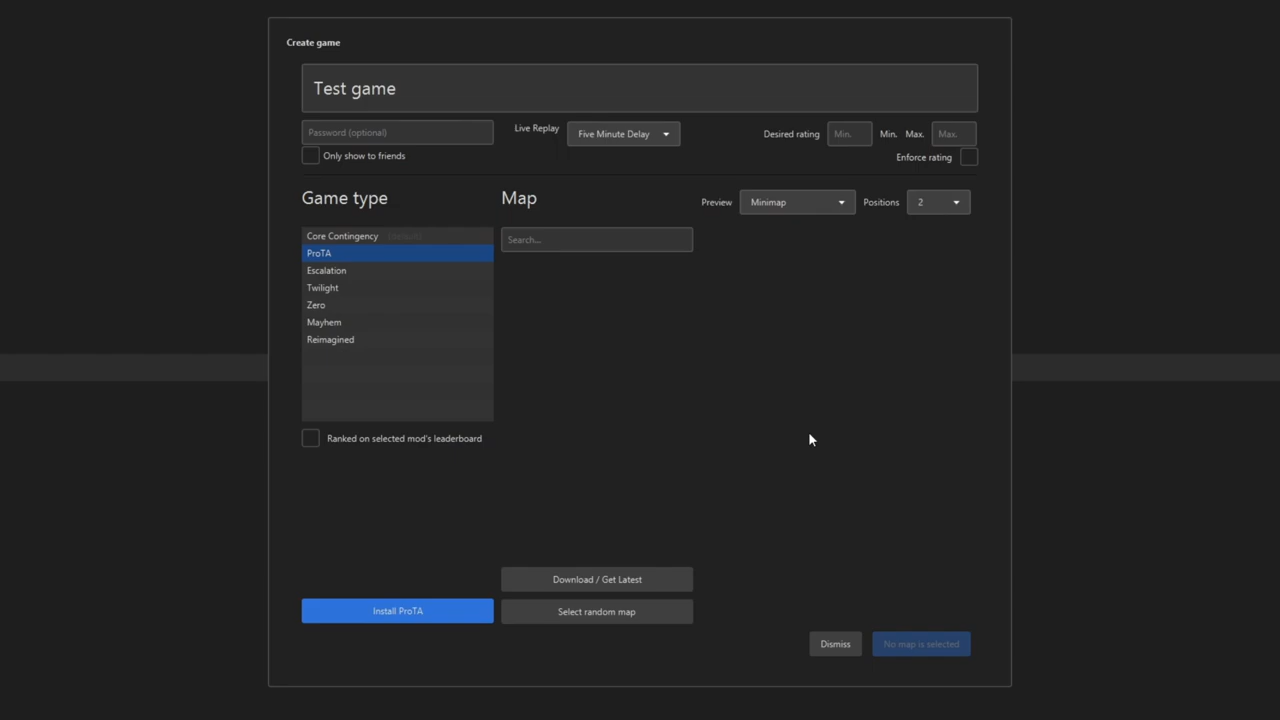 Create game
Test game
Password (optional)
Live Replay
Five Minute Delay
Desired rating
Min.
Min.
Max.
Max.
Only show to friends
Enforce rating
Game type
Map
Preview
Minimap
Positions
2
Core Contingency
Search...
ProTA
Escalation
Twilight
Zero
Mayhem
Reimagined
Ranked on selected mod's leaderboard
Download / Get Latest
Install ProTA
Select random map
Dismiss
No map is selected